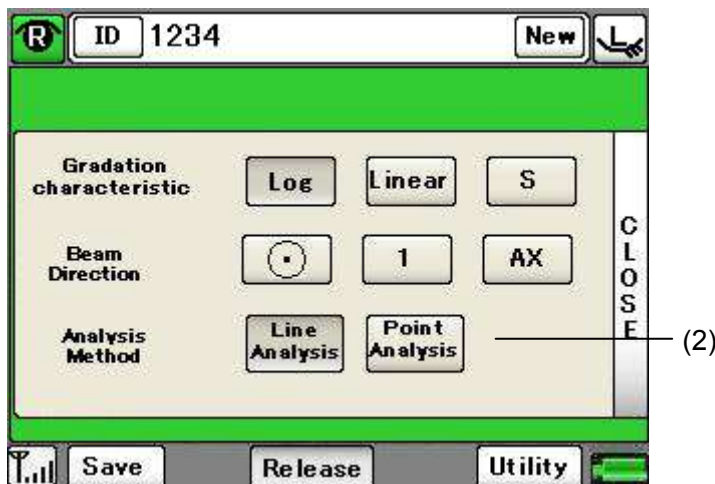 R ID 1234 New L
Gradation
characteristic
Log Linear S
Beam
Direction
1 AX
Analysis
Method
Line
Analysis
Point
Analysis
CLOSE
(2)
Save Release Utility